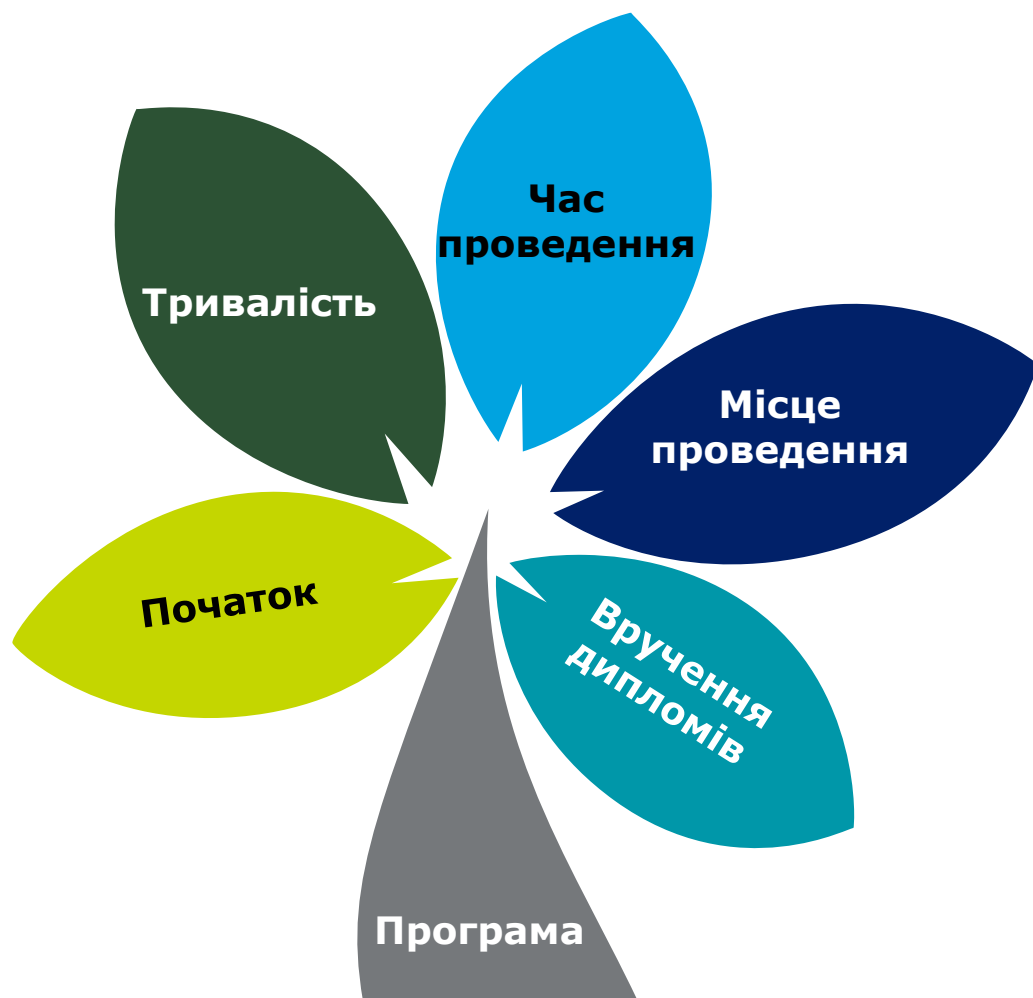 Час
проведення
Тривалість
Місце
проведення
Початок
Вручення
дипломів
Програма